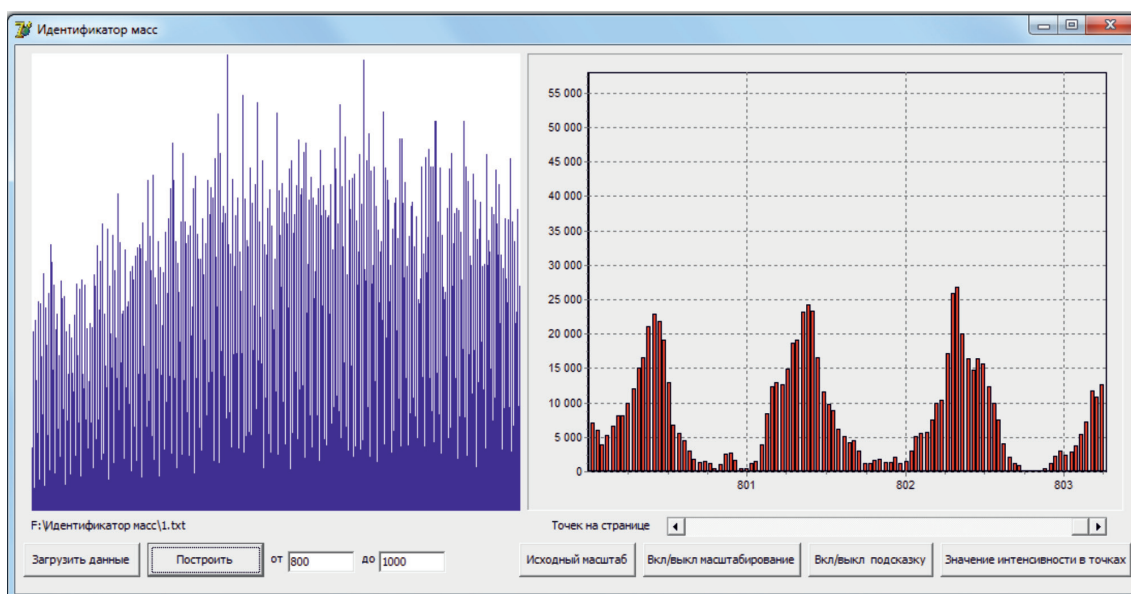 Идентификатор масс
55 000
50 000
45 000
40 000
35 000
30 000
25 000
20 000
15 000
10 000
5 000
0
801 802 803
F:\Идентификатор масс\1.txt
Точек на странице
Загрузить данные Построить от 800 до 1000 Исходный масштаб Вкл/выкл масштабирование Вкл/выкл подсказку Значение интенсивности в точках